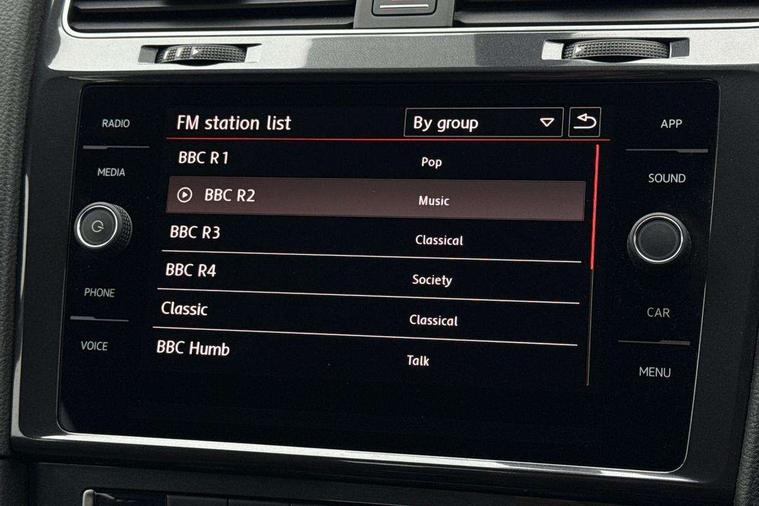 RADIO
MEDIA
PHONE
VOICE
FM station list By group
BBC R1 Pop
BBC R2 Music
BBC R3 Classical
BBC R4 Society
Classic Classical
BBC Humb Talk
APP
SOUND
CAR
MENU